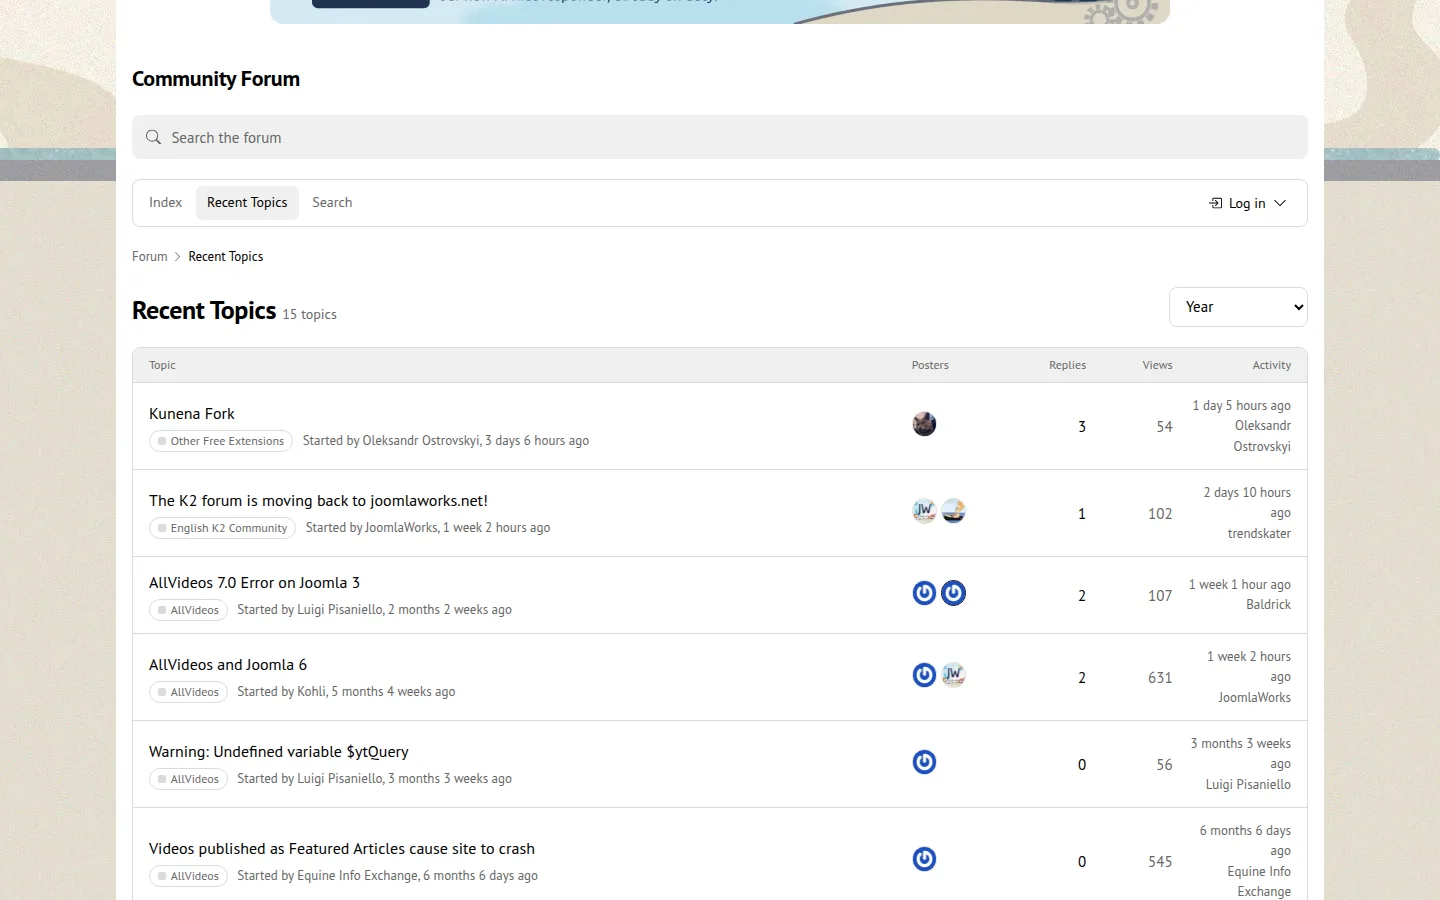 Community Forum
Search the forum
Index Recent Topics Search Log in
Forum Recent Topics
Recent Topics 15 topics Year
Topic Posters Replies Views Activity
Kunena Fork
Other Free Extensions Started by Oleksandr Ostrovskyi, 3 days 6 hours ago
3 54
1 day 5 hours ago
Oleksandr
Ostrovskyi
The K2 forum is moving back to joomlaworks.net!
English K2 Community Started by JoomlaWorks, 1 week 2 hours ago
JW
1 102
2 days 10 hours
ago
trendskater
AllVideos 7.0 Error on Joomla 3
AllVideos Started by Luigi Pisaniello, 2 months 2 weeks ago
2 107
1 week 1 hour ago
Baldrick
AllVideos and Joomla 6
AllVideos Started by Kohli, 5 months 4 weeks ago
JW
2 631
1 week 2 hours
ago
JoomlaWorks
Warning: Undefined variable $ytQuery
AllVideos Started by Luigi Pisaniello, 3 months 3 weeks ago
0 56
3 months 3 weeks
ago
Luigi Pisaniello
Videos published as Featured Articles cause site to crash
AllVideos Started by Equine Info Exchange, 6 months 6 days ago
0 545
6 months 6 days
ago
Equine Info
Exchange